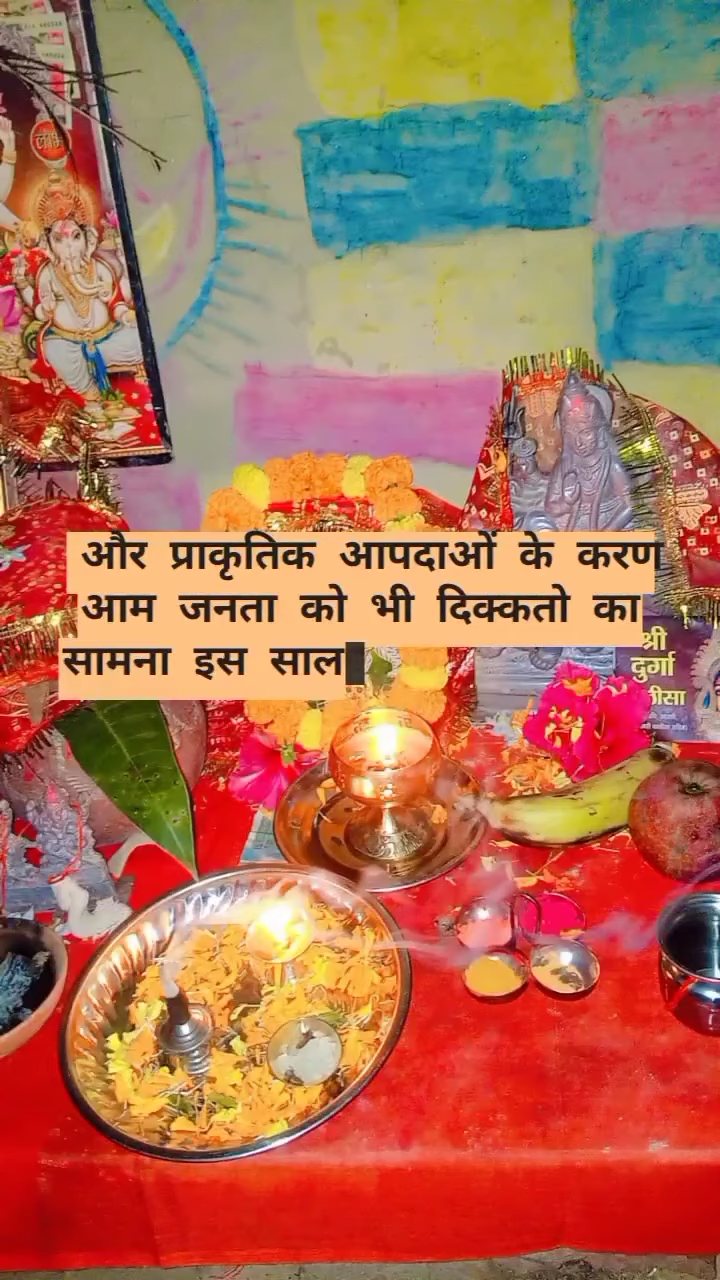 और प्राकृतिक आपदाओं के करण
आम जनता को भी दिक्कतो का
सामना इस साल
श्री
दुर्गा